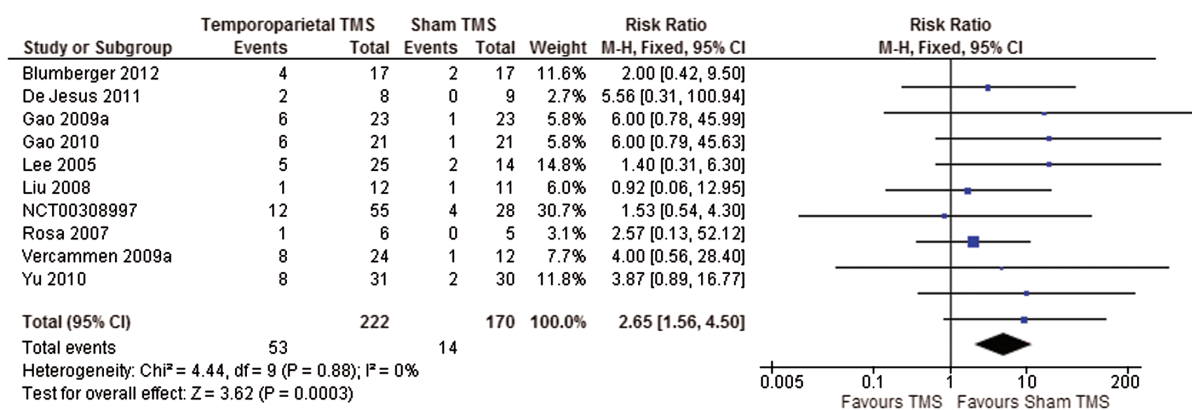 Temporoparietal TMS Sham TMS Risk Ratio Risk Ratio
Study or Subgroup Events Total Events Total Weight M-H, Fixed, 95% CI M-H, Fixed, 95% CI
Blumberger 2012 4 17 2 17 11.6% 2.00 [0.42, 9.50]
De Jesus 2011 2 8 0 9 2.7% 5.56 [0.31, 100.94]
Gao 2009a 6 23 1 23 5.8% 6.00 [0.78, 45.99]
Gao 2010 6 21 1 21 5.8% 6.00 [0.79, 45.63]
Lee 2005 5 25 2 14 14.8% 1.40 [0.31, 6.30]
Liu 2008 1 12 1 11 6.0% 0.92 [0.06, 12.95]
NCT00308997 12 55 4 28 30.7% 1.53 [0.54, 4.30]
Rosa 2007 1 6 0 5 3.1% 2.57 [0.13, 52.12]
Vercammen 2009a 8 24 1 12 7.7% 4.00 [0.56, 28.40]
Yu 2010 8 31 2 30 11.8% 3.87 [0.89, 16.77]
Total (95% CI) 222 170 100.0% 2.65 [1.56, 4.50]
Total events 53 14
Heterogeneity: Chi² = 4.44, df = 9 (P = 0.88); I² = 0%
Test for overall effect: Z = 3.62 (P = 0.0003)
0.005 0.1 1 10 200
Favours TMS Favours Sham TMS